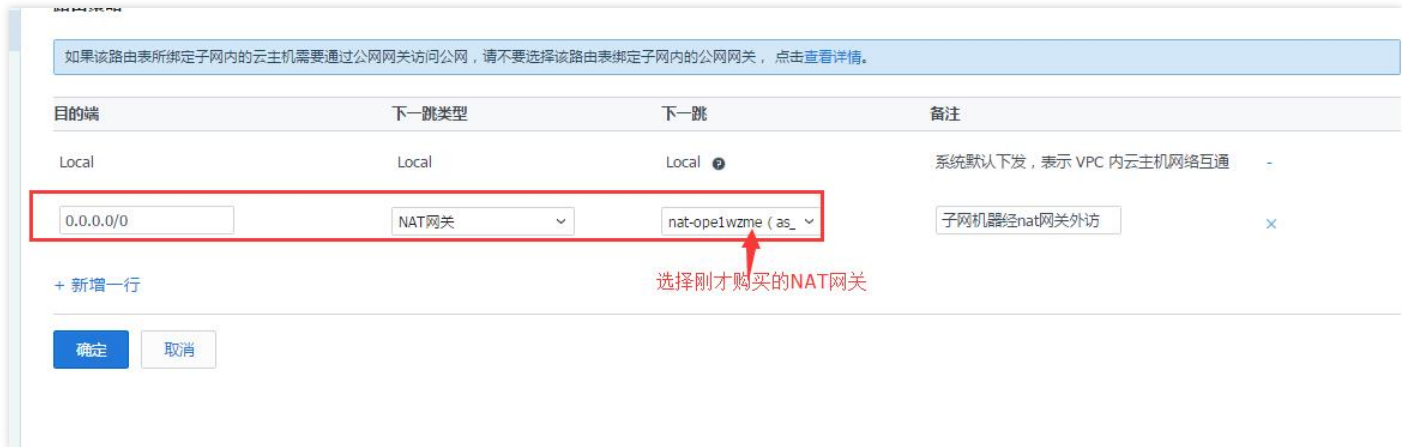 如果该路由表所绑定子网内的云主机需要通过公网网关访问公网，请不要选择该路由表绑定子网内的公网网关， 点击查看详情。
目的端 下一跳类型 下一跳 备注
Local Local Local 系统默认下发，表示 VPC 内云主机网络互通 -
0.0.0.0/0 NAT网关 nat-ope1wzme ( as_ 子网机器经nat网关外访
+ 新增一行 选择刚才购买的NAT网关
确定 取消